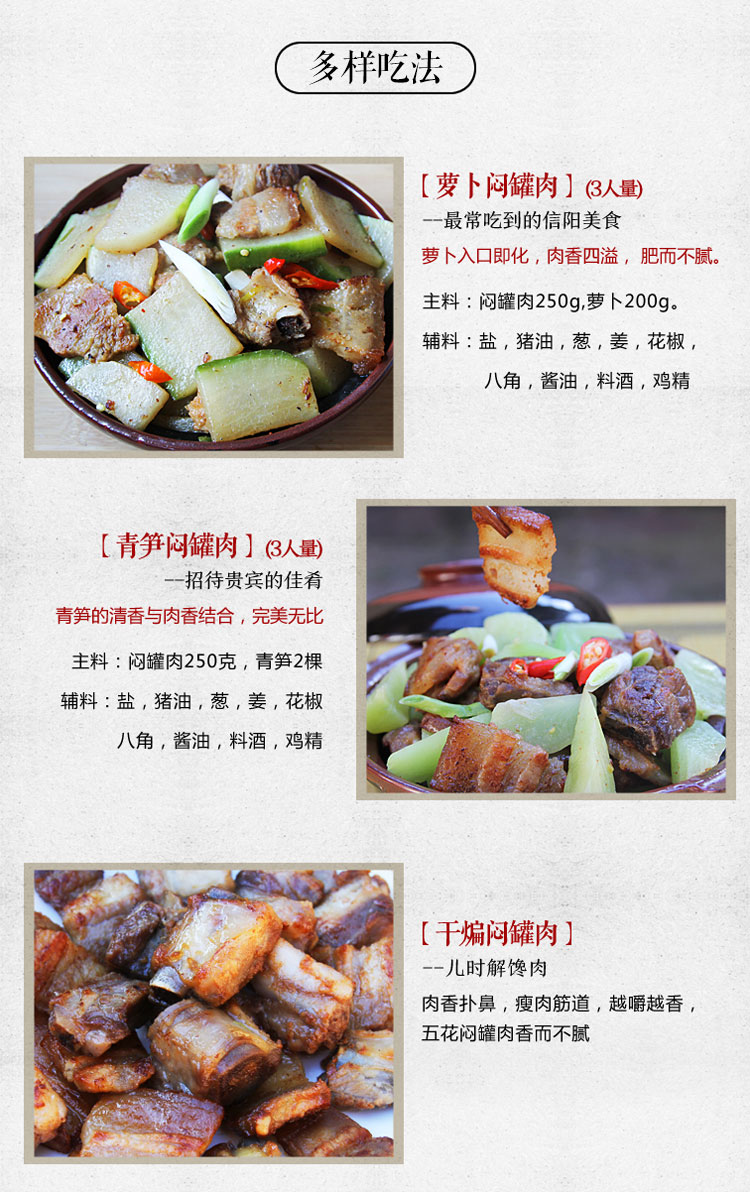 多样吃法
【萝卜闷罐肉】(3人量)
--最常吃到的信阳美食
萝卜入口即化，肉香四溢， 肥而不腻。
主料：闷罐肉250g,萝卜200g。
辅料：盐，猪油，葱，姜，花椒，
八角，酱油，料酒，鸡精
【青笋闷罐肉】(3人量)
--招待贵宾的佳肴
青笋的清香与肉香结合，完美无比
主料：闷罐肉250克，青笋2棵
辅料：盐，猪油，葱，姜，花椒
八角，酱油，料酒，鸡精
【干煸闷罐肉】
--儿时解馋肉
肉香扑鼻，瘦肉筋道，越嚼越香，
五花闷罐肉香而不腻